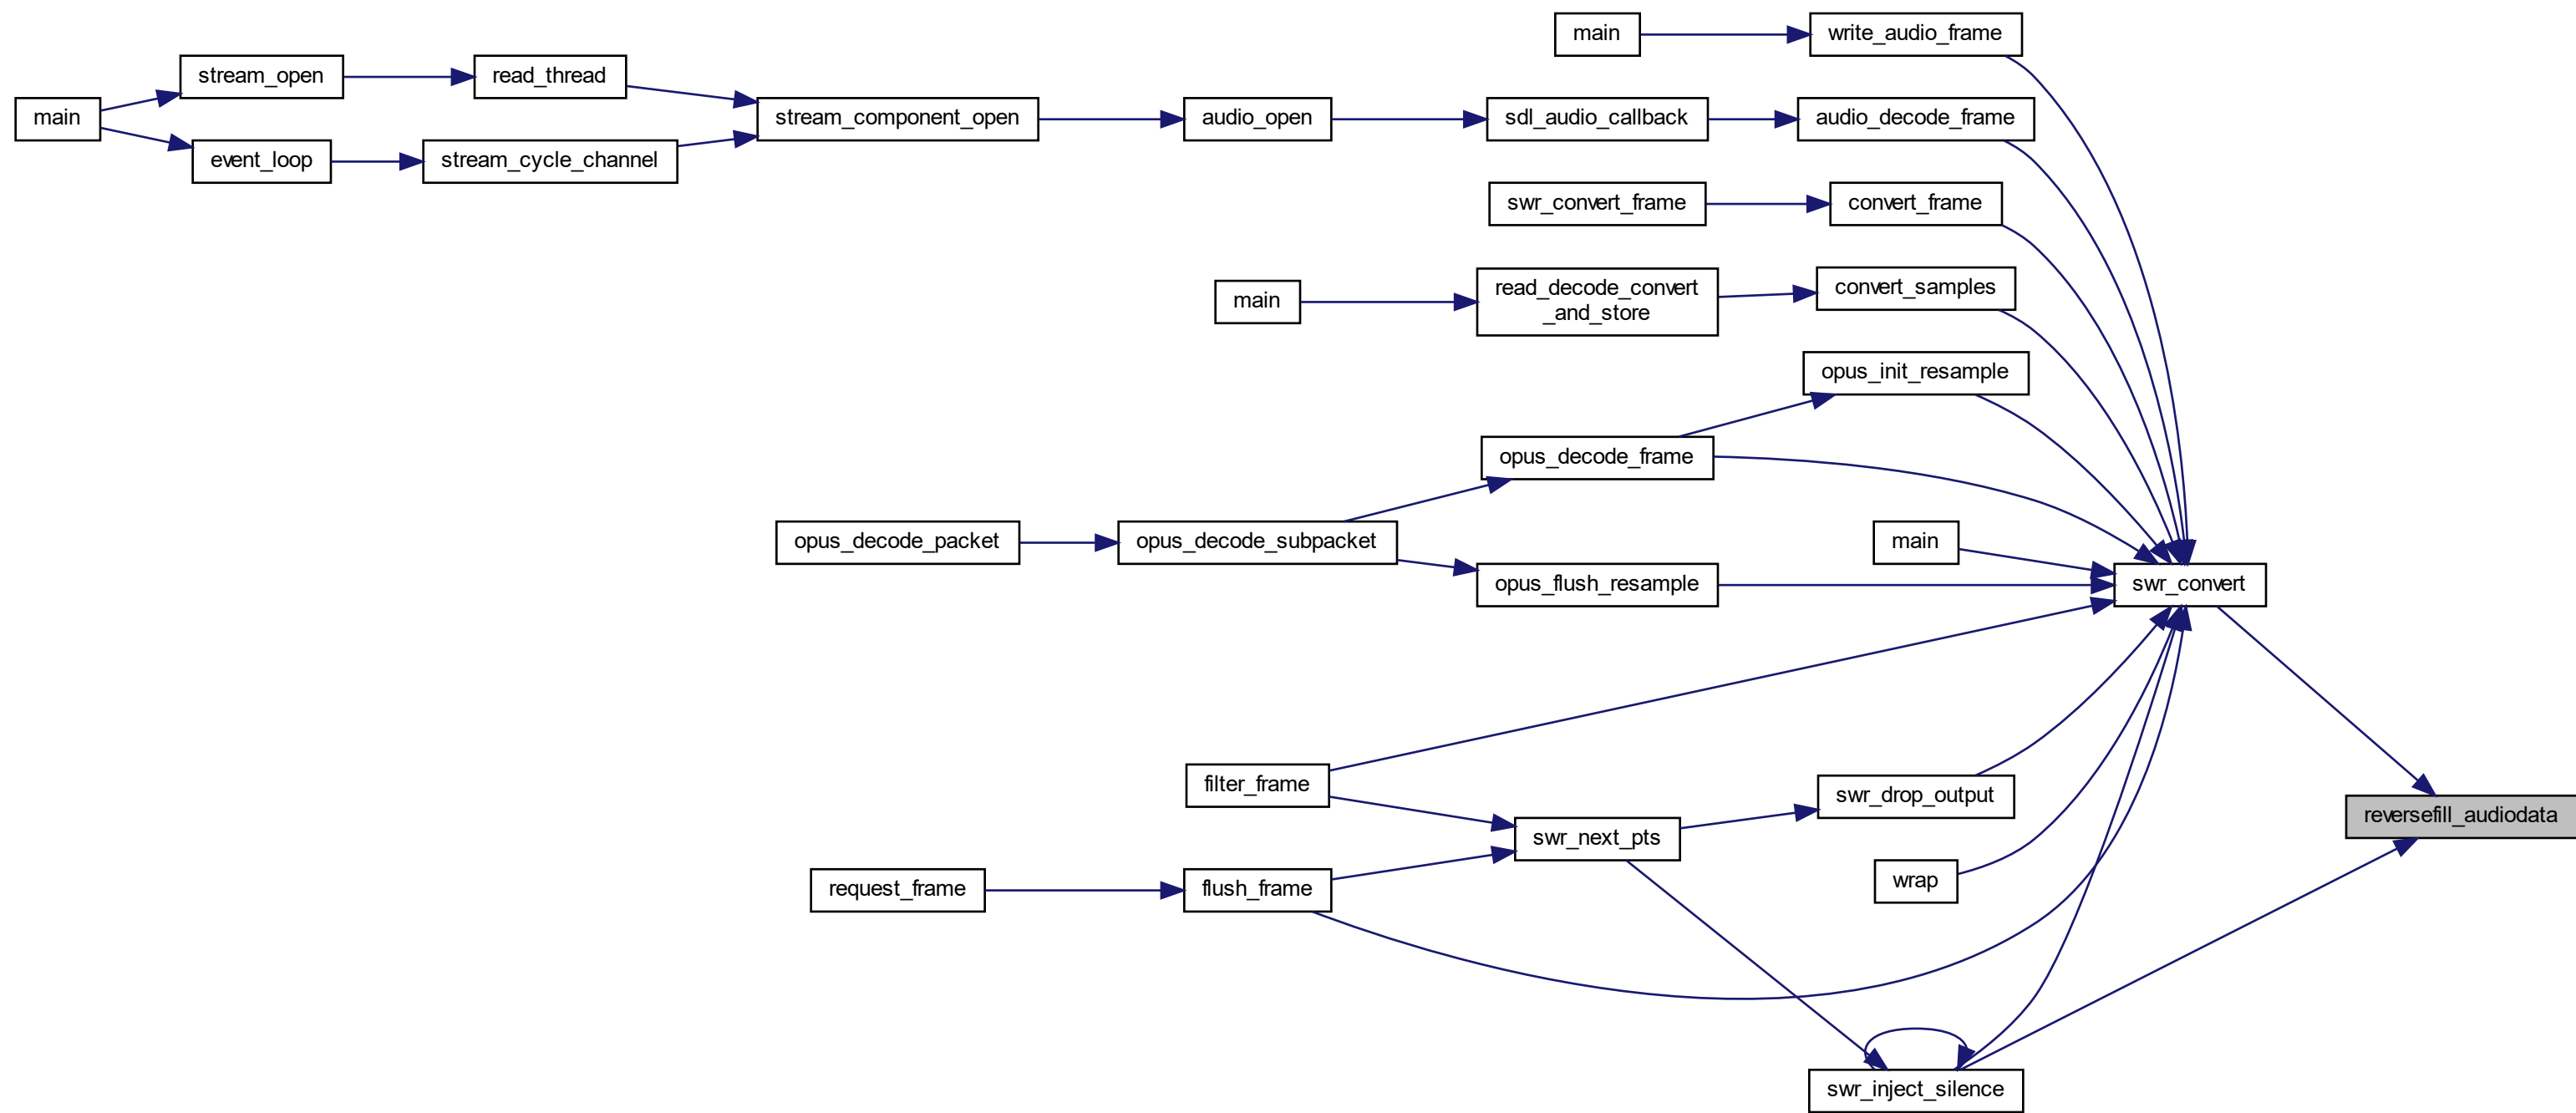 main
write_audio_frame
stream_open
read_thread
main
stream_component_open
audio_open
sdl_audio_callback
audio_decode_frame
event_loop
stream_cycle_channel
swr_convert_frame
convert_frame
main
read_decode_convert
_and_store
convert_samples
opus_init_resample
opus_decode_frame
opus_decode_packet
opus_decode_subpacket
main
opus_flush_resample
swr_convert
filter_frame
swr_drop_output
reversefill_audiodata
swr_next_pts
request_frame
flush_frame
wrap
swr_inject_silence